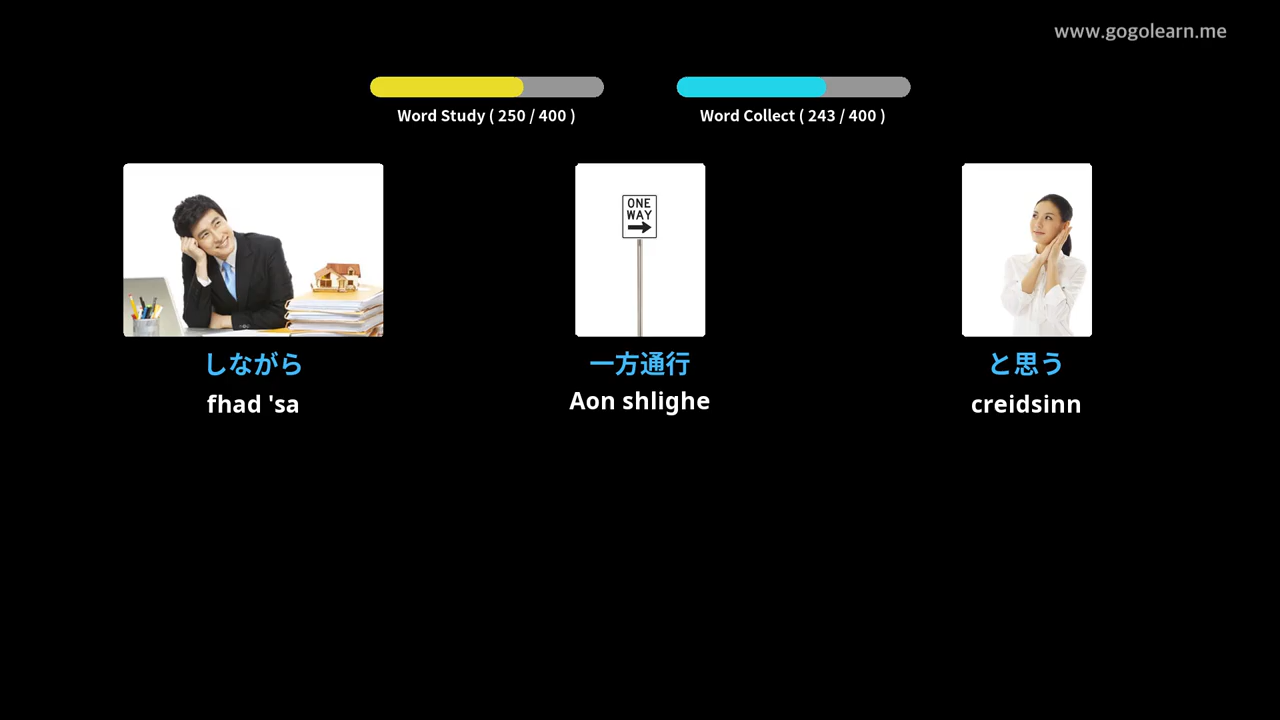 www.gogolearn.me
Word Study ( 250 / 400 )
Word Collect ( 243 / 400 )
ONE
WAY
しながら
fhad 'sa
一方通行
Aon shlighe
と思う
creidsinn